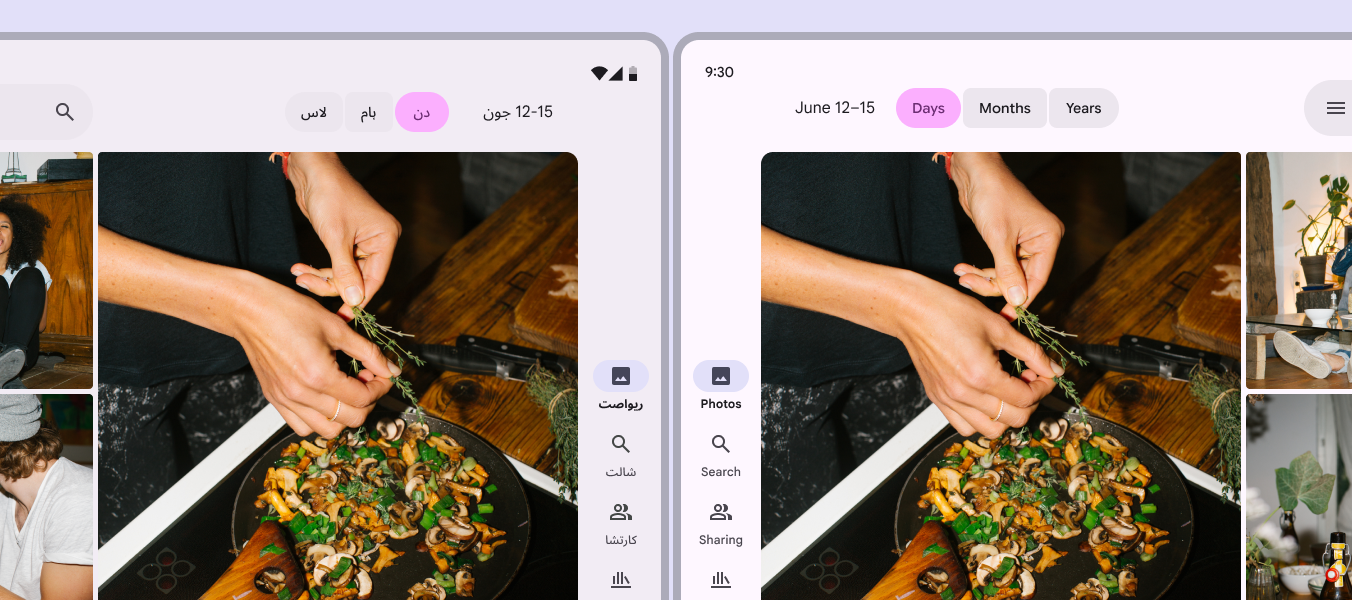 12-15 جون
دن
بام
لاس
ریواصت
شالت
کارتشا
9:30
June 12–15
Days
Months
Years
Photos
Search
Sharing